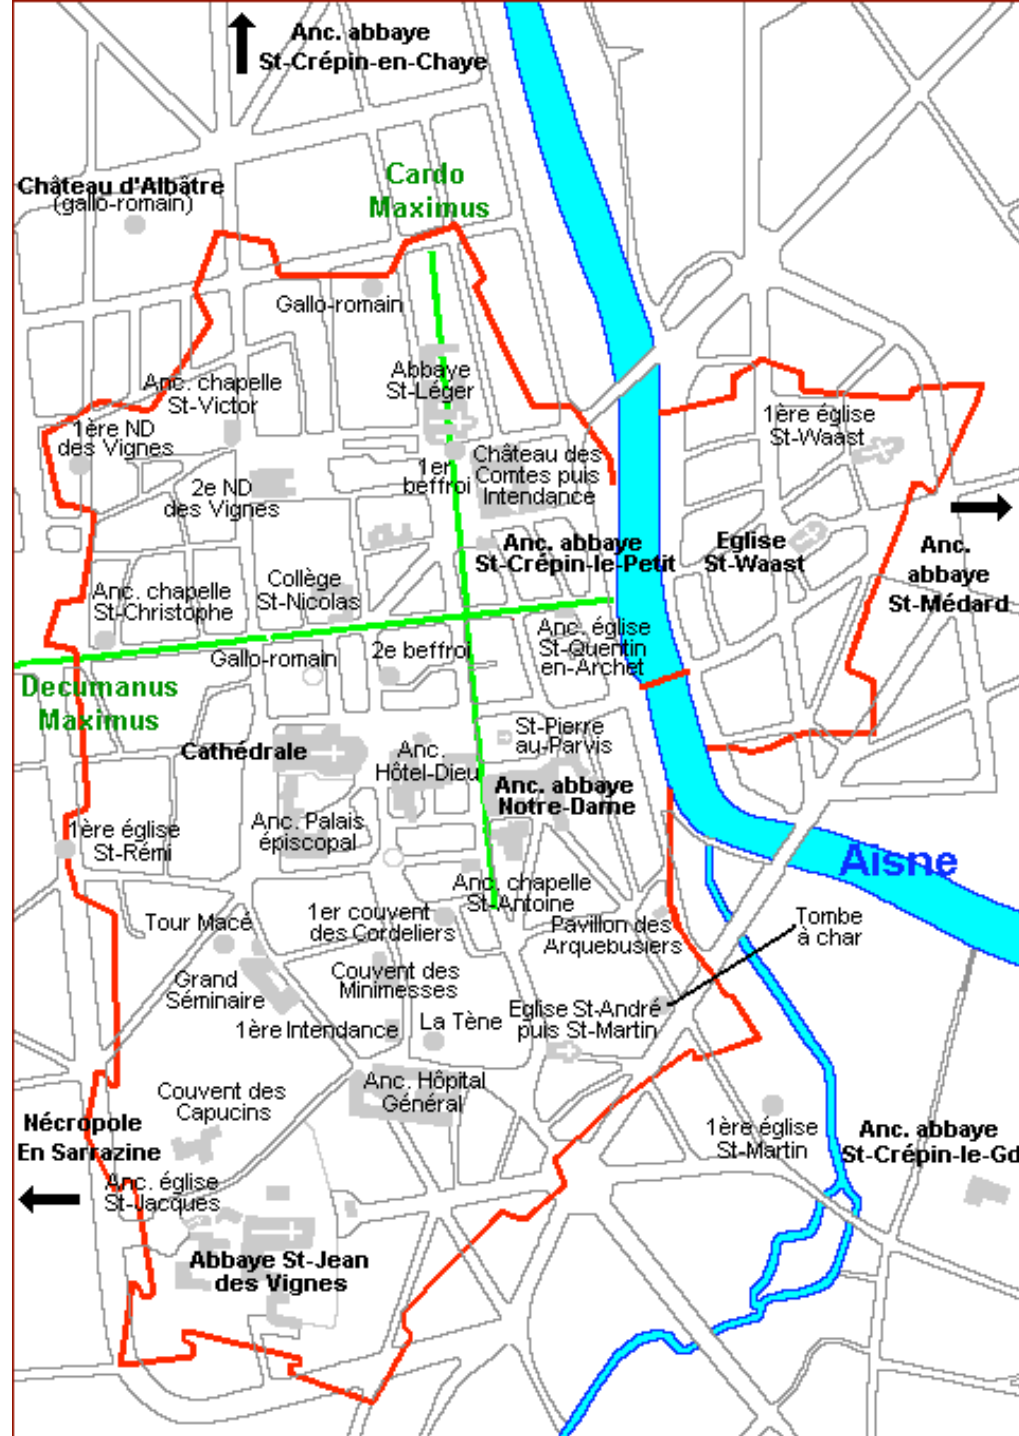 Anc. abbaye
St-Crépin-en-Chaye
Château d'Albâtre
(gallo-romain)
Cardo
Maximus
Gallo-romain
Abbaye
St-Léger
Anc. chapelle
St-Victor
1ère église
St-Waast
1ère ND
des Vignes
1er
beffroi
Château des
Comtes puis
Intendance
2e ND
des Vignes
Anc. abbaye
St-Crépin-le-Petit
Eglise
St-Waast
Anc.
abbaye
St-Médard
Collège
St-Nicolas
Anc. chapelle
St-Christophe
Anc. église
St-Quentin
en-Archet
Gallo-romain
2e beffroi
Decumanus
Maximus
St-Pierre
au-Parvis
Cathédrale
Anc.
Hôtel-Dieu
Anc. abbaye
Notre-Dame
Anc. Palais
épiscopal
1ère église
St-Rémi
Aisne
Anc. chapelle
St-Antoine
Tour Macé
1er couvent
des Cordeliers
Pavillon des
Arquebusiers
Tombe
à char
Grand
Séminaire
Couvent des
Minimesses
1ère Intendance
La Tène
Eglise St-André
puis St-Martin
Couvent des
Capucins
Anc. Hôpital
Général
Nécropole
En Sarrazine
1ère église
St-Martin
Anc. abbaye
St-Crépin-le-Gd
Anc. église
St-Jacques
Abbaye St-Jean
des Vignes